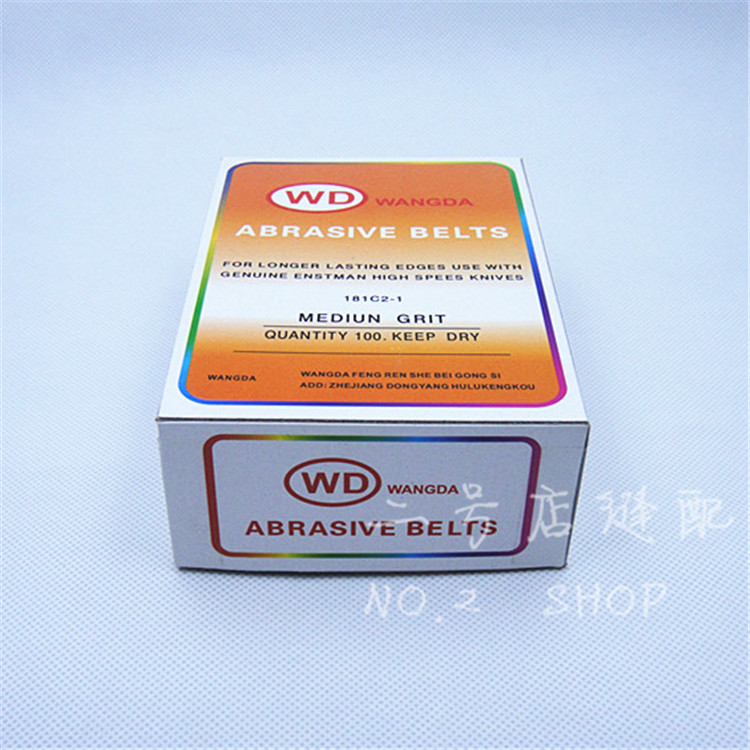 WD WANGDA
ABRASIVE BELTS
FOR LONGER LASTING EDGES USE WITH
GENUINE ENSTMAN HIGH SPEES KNIVES
181C2-1
MEDIUN GRIT
QUANTITY 100. KEEP DRY
WANGDA
WANGDA FENG REN SHE BEI GONG SI
ADD: ZHEJIANG DONGYANG HULUKENGKOU
WD WANGDA
ABRASIVE BELTS
二号店缝配
NO.2 SHOP